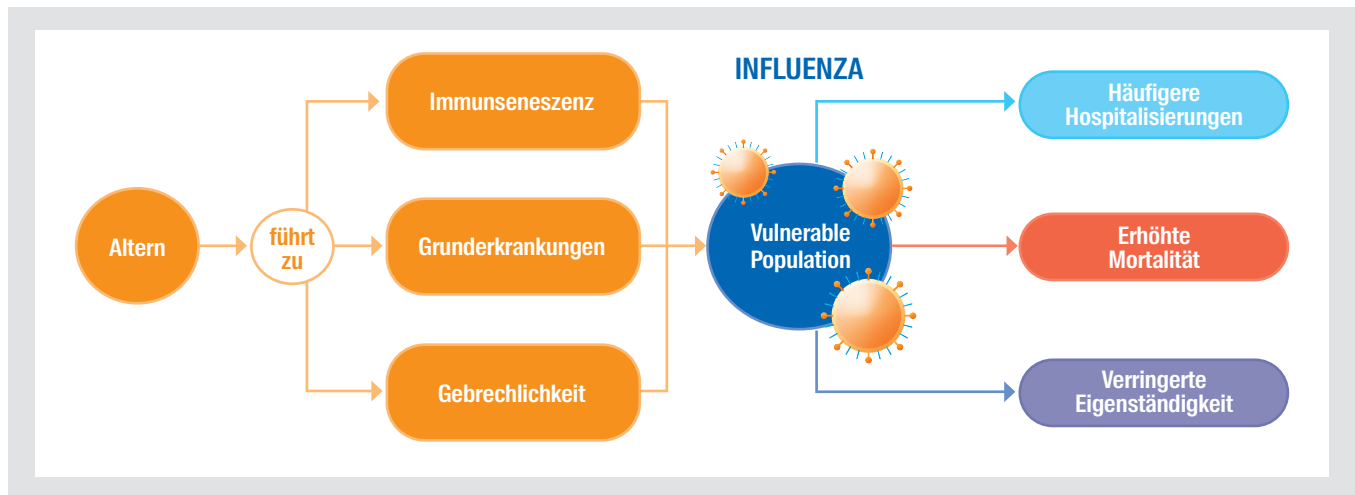 INFLUENZA
Altern
führt
zu
Immunseneszenz
Grunderkrankungen
Gebrechlichkeit
Vulnerable
Population
Häufigere
Hospitalisierungen
Erhöhte
Mortalität
Verringerte
Eigenständigkeit